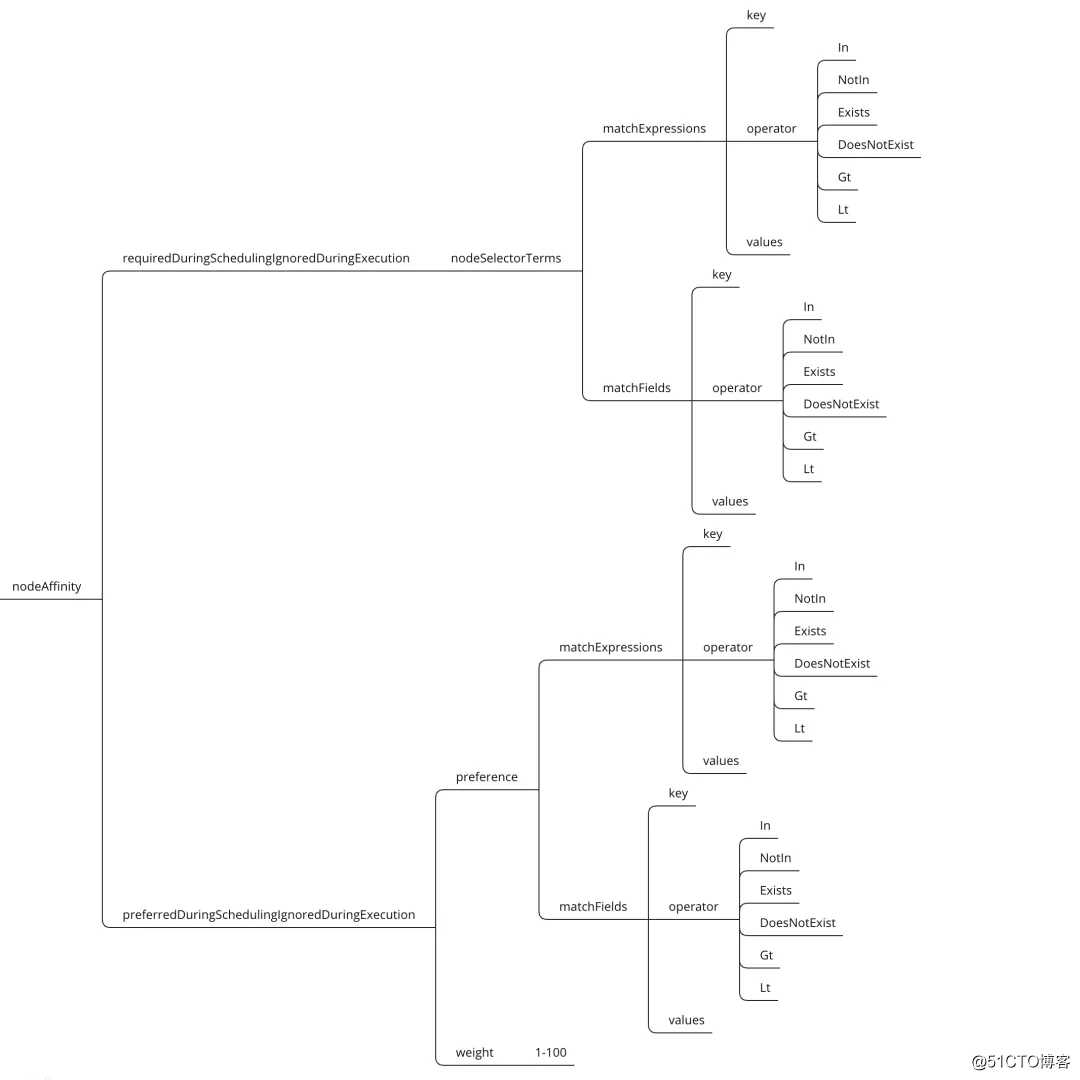 key
In
NotIn
Exists
matchExpressions operator
DoesNotExist
Gt
Lt
values
requiredDuringSchedulingIgnoredDuringExecution nodeSelectorTerms
key
In
NotIn
Exists
matchFields operator
DoesNotExist
Gt
Lt
values
key
In
nodeAffinity
NotIn
Exists
matchExpressions operator
DoesNotExist
Gt
Lt
values
preference
key
In
NotIn
Exists
matchFields operator
preferredDuringSchedulingIgnoredDuringExecution
DoesNotExist
Gt
Lt
values
weight 1-100
@51CTO博客